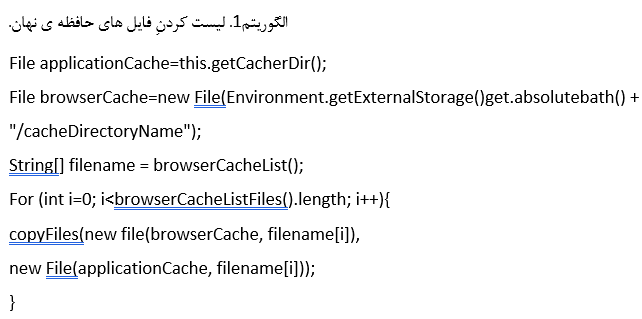 الگوریتم1. لیست کردنِ فایل های حافظه ی نهان.
File applicationCache=this.getCacherDir();
File browserCache=new File(Environment.getExternalStorage()get.absolutebath() +
"/cacheDirectoryName");
String[] filename = browserCacheList();
For (int i=0; i<browserCacheListFiles().length; i++){
copyFiles(new file(browserCache, filename[i]),
new File(applicationCache, filename[i]));
}